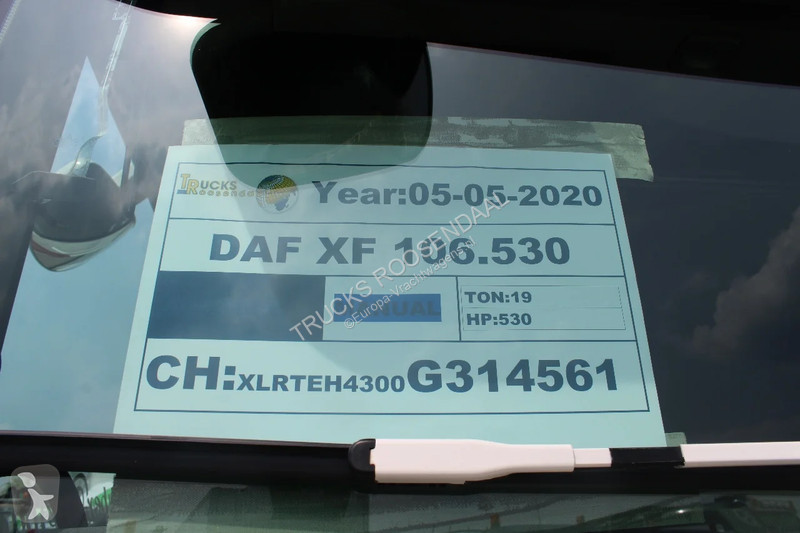 TRUCKS
ROOSENDAAL
Year:05-05-2020
DAF XF 106.530
MANUAL
TON:19
HP:530
CH:XLRTEH4300G314561
TRUCKS ROOSENDAAL
©Europa-Vrachtwagens.nl